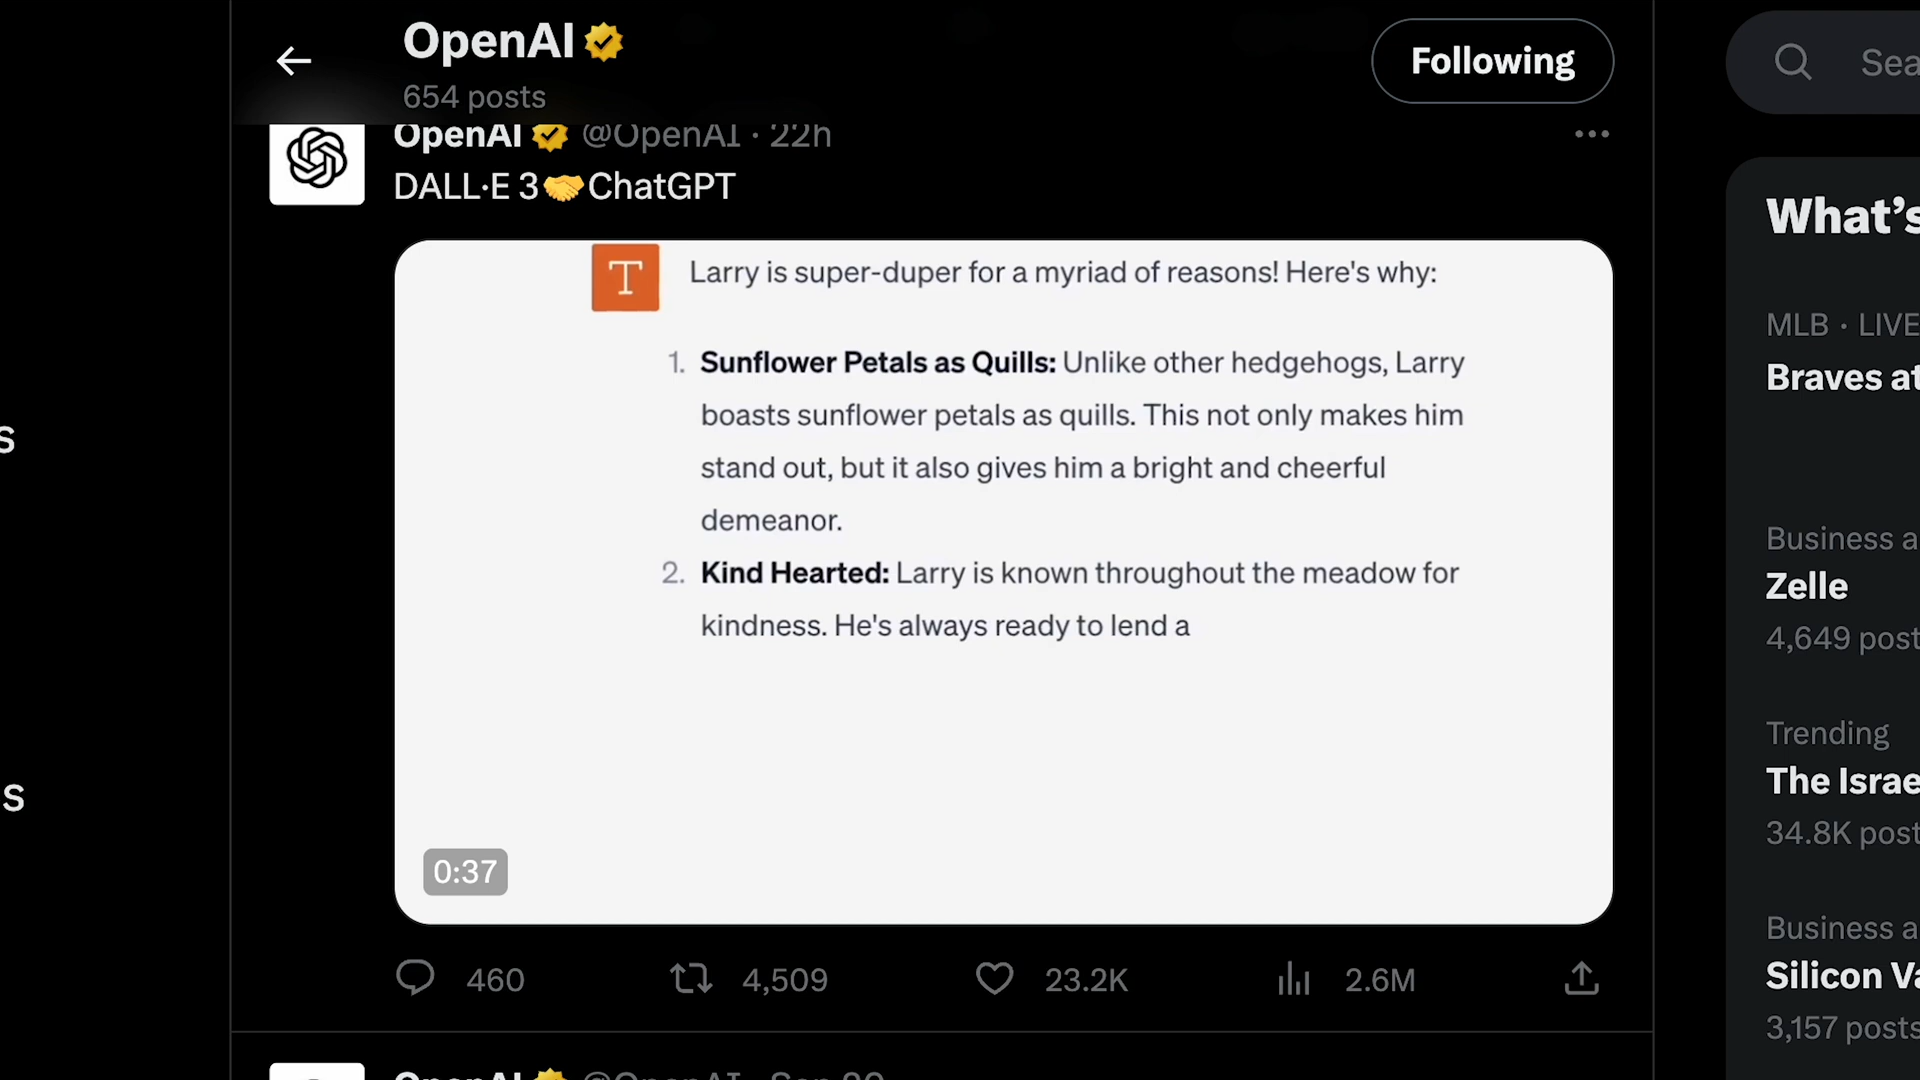 OpenAI
654 posts
Following
Sea
OpenAI @OpenAI · 22h
DALL·E 3🤝ChatGPT
T
Larry is super-duper for a myriad of reasons! Here's why:
1. Sunflower Petals as Quills: Unlike other hedgehogs, Larry
boasts sunflower petals as quills. This not only makes him
stand out, but it also gives him a bright and cheerful
demeanor.
2. Kind Hearted: Larry is known throughout the meadow for
kindness. He's always ready to lend a
0:37
460 4,509 23.2K 2.6M
OpenAI @OpenAI · Sep 20
What's
MLB · LIVE
Braves at
Business a
Zelle
4,649 post
Trending
The Israe
34.8K post
Business a
Silicon Va
3,157 posts
s
s